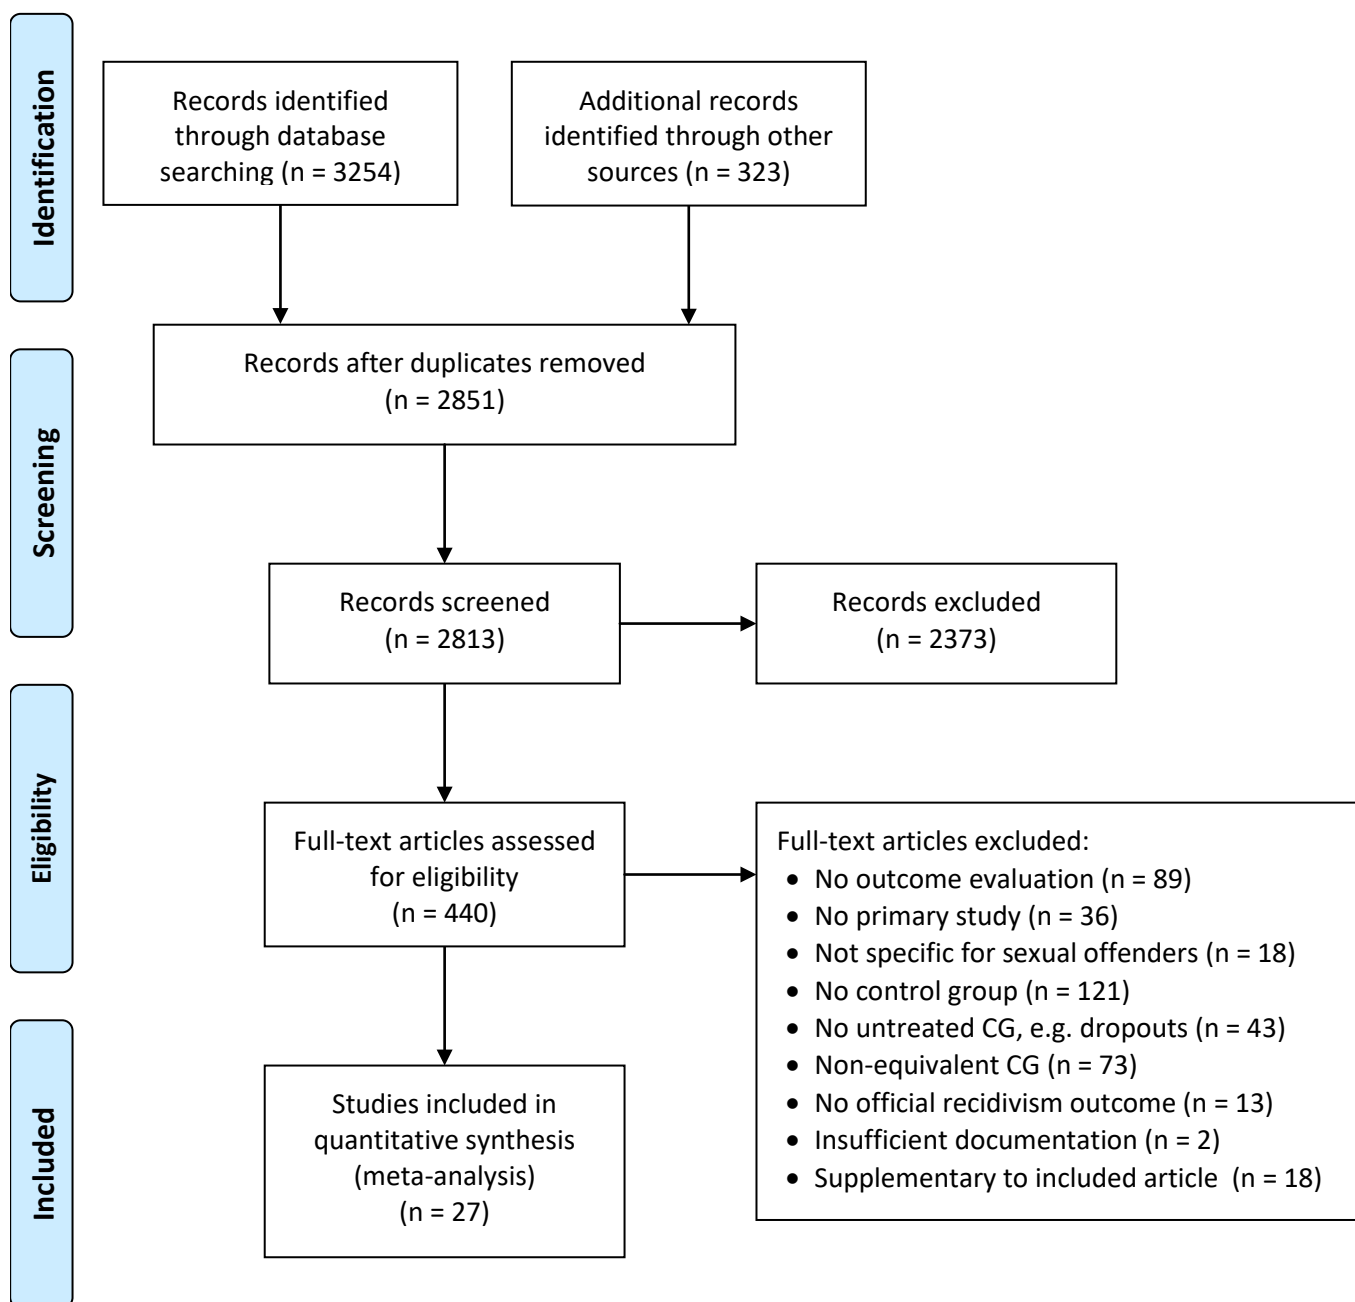 Identification
Records identified
through database
searching (n = 3254)
Additional records
identified through other
sources (n = 323)
Records after duplicates removed
(n = 2851)
Screening
Records screened
(n = 2813)
Records excluded
(n = 2373)
Eligibility
Full-text articles assessed
for eligibility
(n = 440)
Full-text articles excluded:
• No outcome evaluation (n = 89)
• No primary study (n = 36)
• Not specific for sexual offenders (n = 18)
• No control group (n = 121)
• No untreated CG, e.g. dropouts (n = 43)
• Non-equivalent CG (n = 73)
• No official recidivism outcome (n = 13)
• Insufficient documentation (n = 2)
• Supplementary to included article (n = 18)
Included
Studies included in
quantitative synthesis
(meta-analysis)
(n = 27)